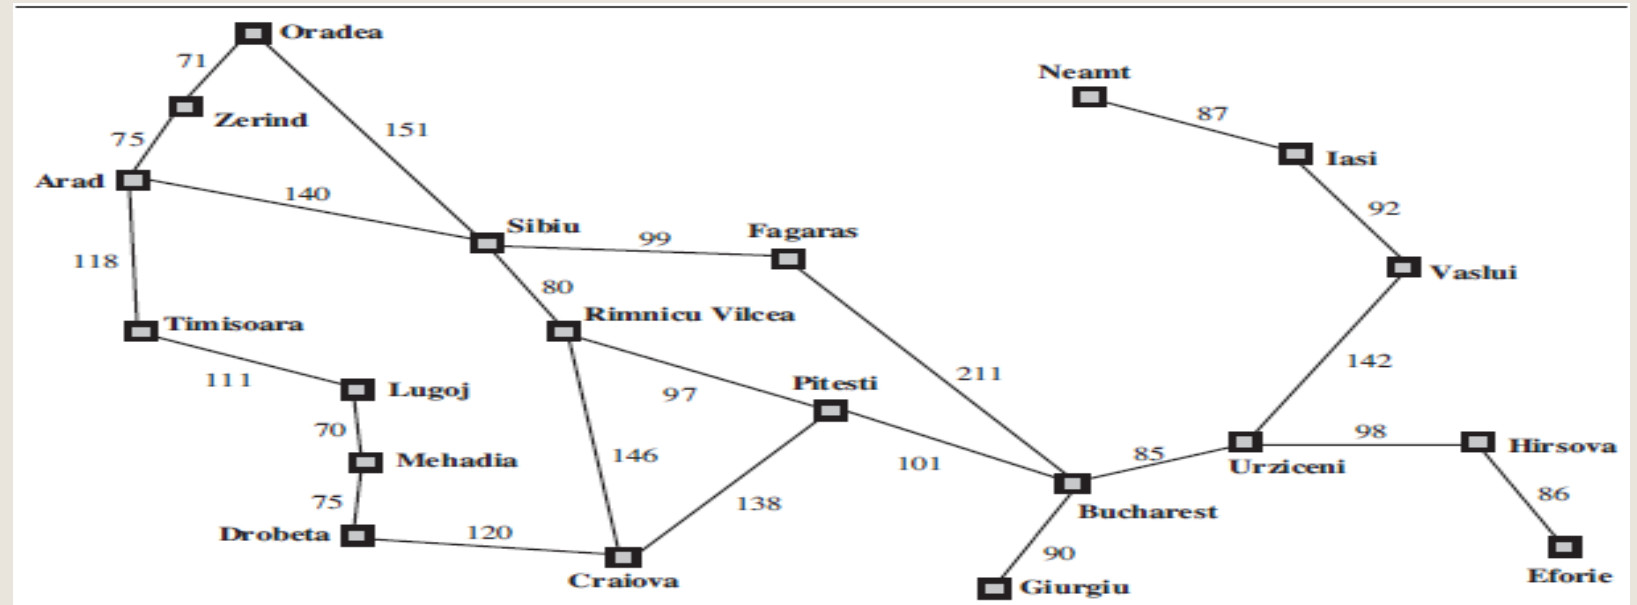 Oradea
71
Neamt
87
Zerind
151
75
Iasi
Arad
140
92
Sibiu
99
Fagaras
118
Vaslui
80
Timisoara
Rimnicu Vilcea
142
111
211
Lugoj
97
Pitesti
70
98
Hirsova
Mehadia
146
101
85
Urziceni
75
138
86
Drobeta
120
Bucharest
90
Craiova
Giurgiu
Eforie